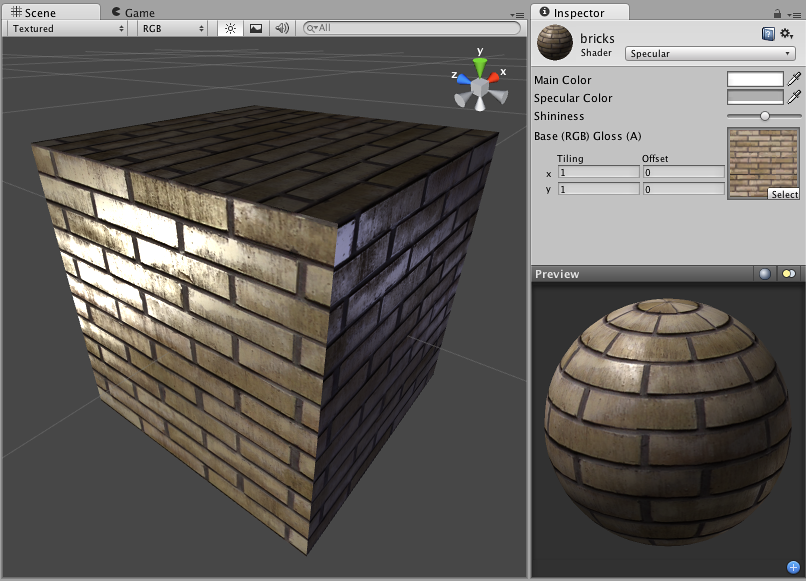 Scene
Game
Textured
RGB
All
y
x
z
Inspector
bricks
Shader
Specular
Main Color
Specular Color
Shininess
Base (RGB) Gloss (A)
Tiling Offset
x 1 0
y 1 0
Select
Preview